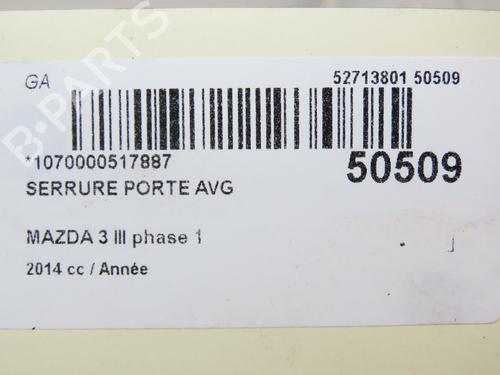 GA
52713801 50509
*1070000517887
50509
SERRURE PORTE AVG
MAZDA 3 III phase 1
2014 cc / Année
B-PARTS